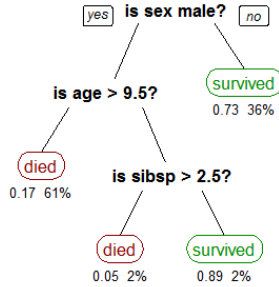 yes is sex male? no
survived
is age > 9.5?
0.73 36%
died
is sibsp > 2.5?
0.17 61%
died survived
0.05 2% 0.89 2%